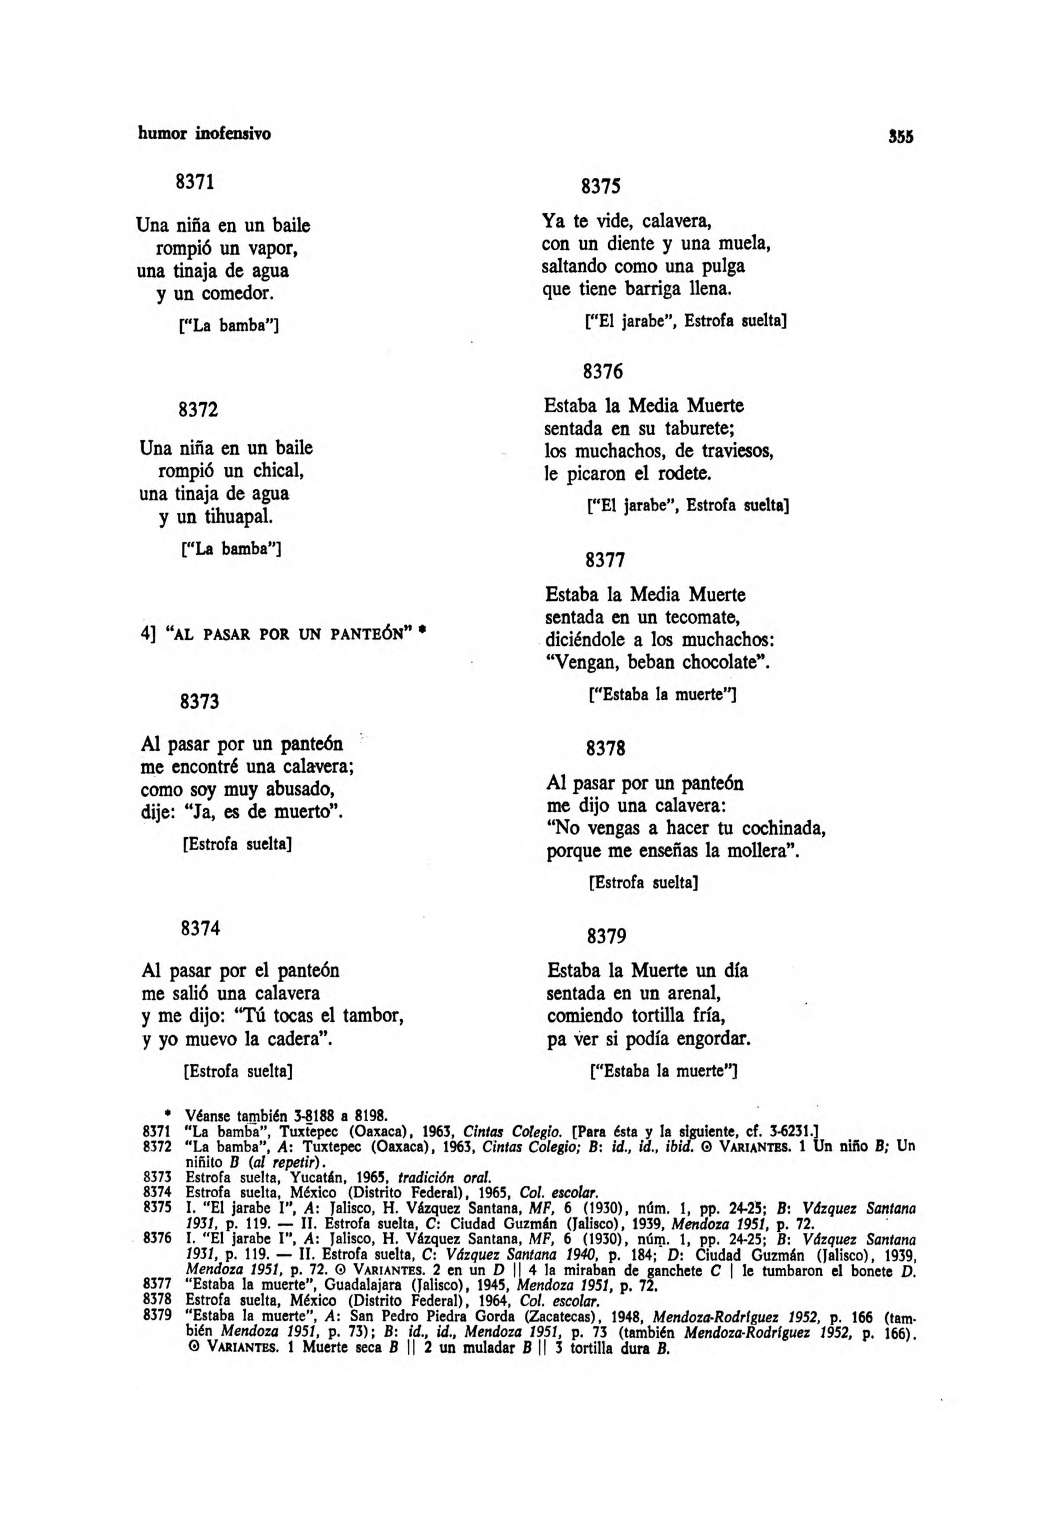 humor inofensivo
355
8371
Una niña en un baile
rompió un vapor,
una tinaja de agua
y un comedor.
["La bamba"]
8372
Una niña en un baile
rompió un chical,
una tinaja de agua
y un tihuapal.
["La bamba"]
4] "AL PASAR POR UN PANTEÓN" *
8373
Al pasar por un panteón
me encontré una calavera;
como soy muy abusado,
dije: "Ja, es de muerto".
[Estrofa suelta]
8374
Al pasar por el panteón
me salió una calavera
y me dijo: "Tú tocas el tambor,
y yo muevo la cadera".
[Estrofa suelta]
8375
Ya te vide, calavera,
con un diente y una muela,
saltando como una pulga
que tiene barriga llena.
["El jarabe", Estrofa suelta]
8376
Estaba la Media Muerte
sentada en su taburete;
los muchachos, de traviesos,
le picaron el rodete.
["El jarabe", Estrofa suelta]
8377
Estaba la Media Muerte
sentada en un tecomate,
diciéndole a los muchachos:
"Vengan, beban chocolate".
["Estaba la muerte"]
8378
Al pasar por un panteón
me dijo una calavera:
"No vengas a hacer tu cochinada,
porque me enseñas la mollera".
[Estrofa suelta]
8379
Estaba la Muerte un día
sentada en un arenal,
comiendo tortilla fría,
pa ver si podía engordar.
["Estaba la muerte"]
* Véanse también 3-8188 a 8198.
8371 "La bamba", Tuxtepec (Oaxaca), 1963, Cintas Colegio. [Para ésta y la siguiente, cf. 3-6231.]
8372 "La bamba", A: Tuxtepec (Oaxaca), 1963, Cintas Colegio; B: id., id., ibid. ⊙ VARIANTES. 1 Un niño B; Un
niñito B (al repetir).
8373 Estrofa suelta, Yucatán, 1965, tradición oral.
8374 Estrofa suelta, México (Distrito Federal), 1965, Col. escolar.
8375 I. "El jarabe I", A: Jalisco, H. Vázquez Santana, MF, 6 (1930), núm. 1, pp. 24-25; B: Vázquez Santana
1931, p. 119. — II. Estrofa suelta, C: Ciudad Guzmán (Jalisco), 1939, Mendoza 1951, p. 72.
8376 I. "El jarabe I", A: Jalisco, H. Vázquez Santana, MF, 6 (1930), núm. 1, pp. 24-25; B: Vázquez Santana
1931, p. 119. — II. Estrofa suelta, C: Vázquez Santana 1940, p. 184; D: Ciudad Guzmán (Jalisco), 1939,
Mendoza 1951, p. 72. ⊙ VARIANTES. 2 en un D || 4 la miraban de ganchete C | le tumbaron el bonete D.
8377 "Estaba la muerte", Guadalajara (Jalisco), 1945, Mendoza 1951, p. 72.
8378 Estrofa suelta, México (Distrito Federal), 1964, Col. escolar.
8379 "Estaba la muerte", A: San Pedro Piedra Gorda (Zacatecas), 1948, Mendoza-Rodríguez 1952, p. 166 (tam-
bién Mendoza 1951, p. 73); B: id., id., Mendoza 1951, p. 73 (también Mendoza-Rodríguez 1952, p. 166).
⊙ VARIANTES. 1 Muerte seca B || 2 un muladar B || 3 tortilla dura B.